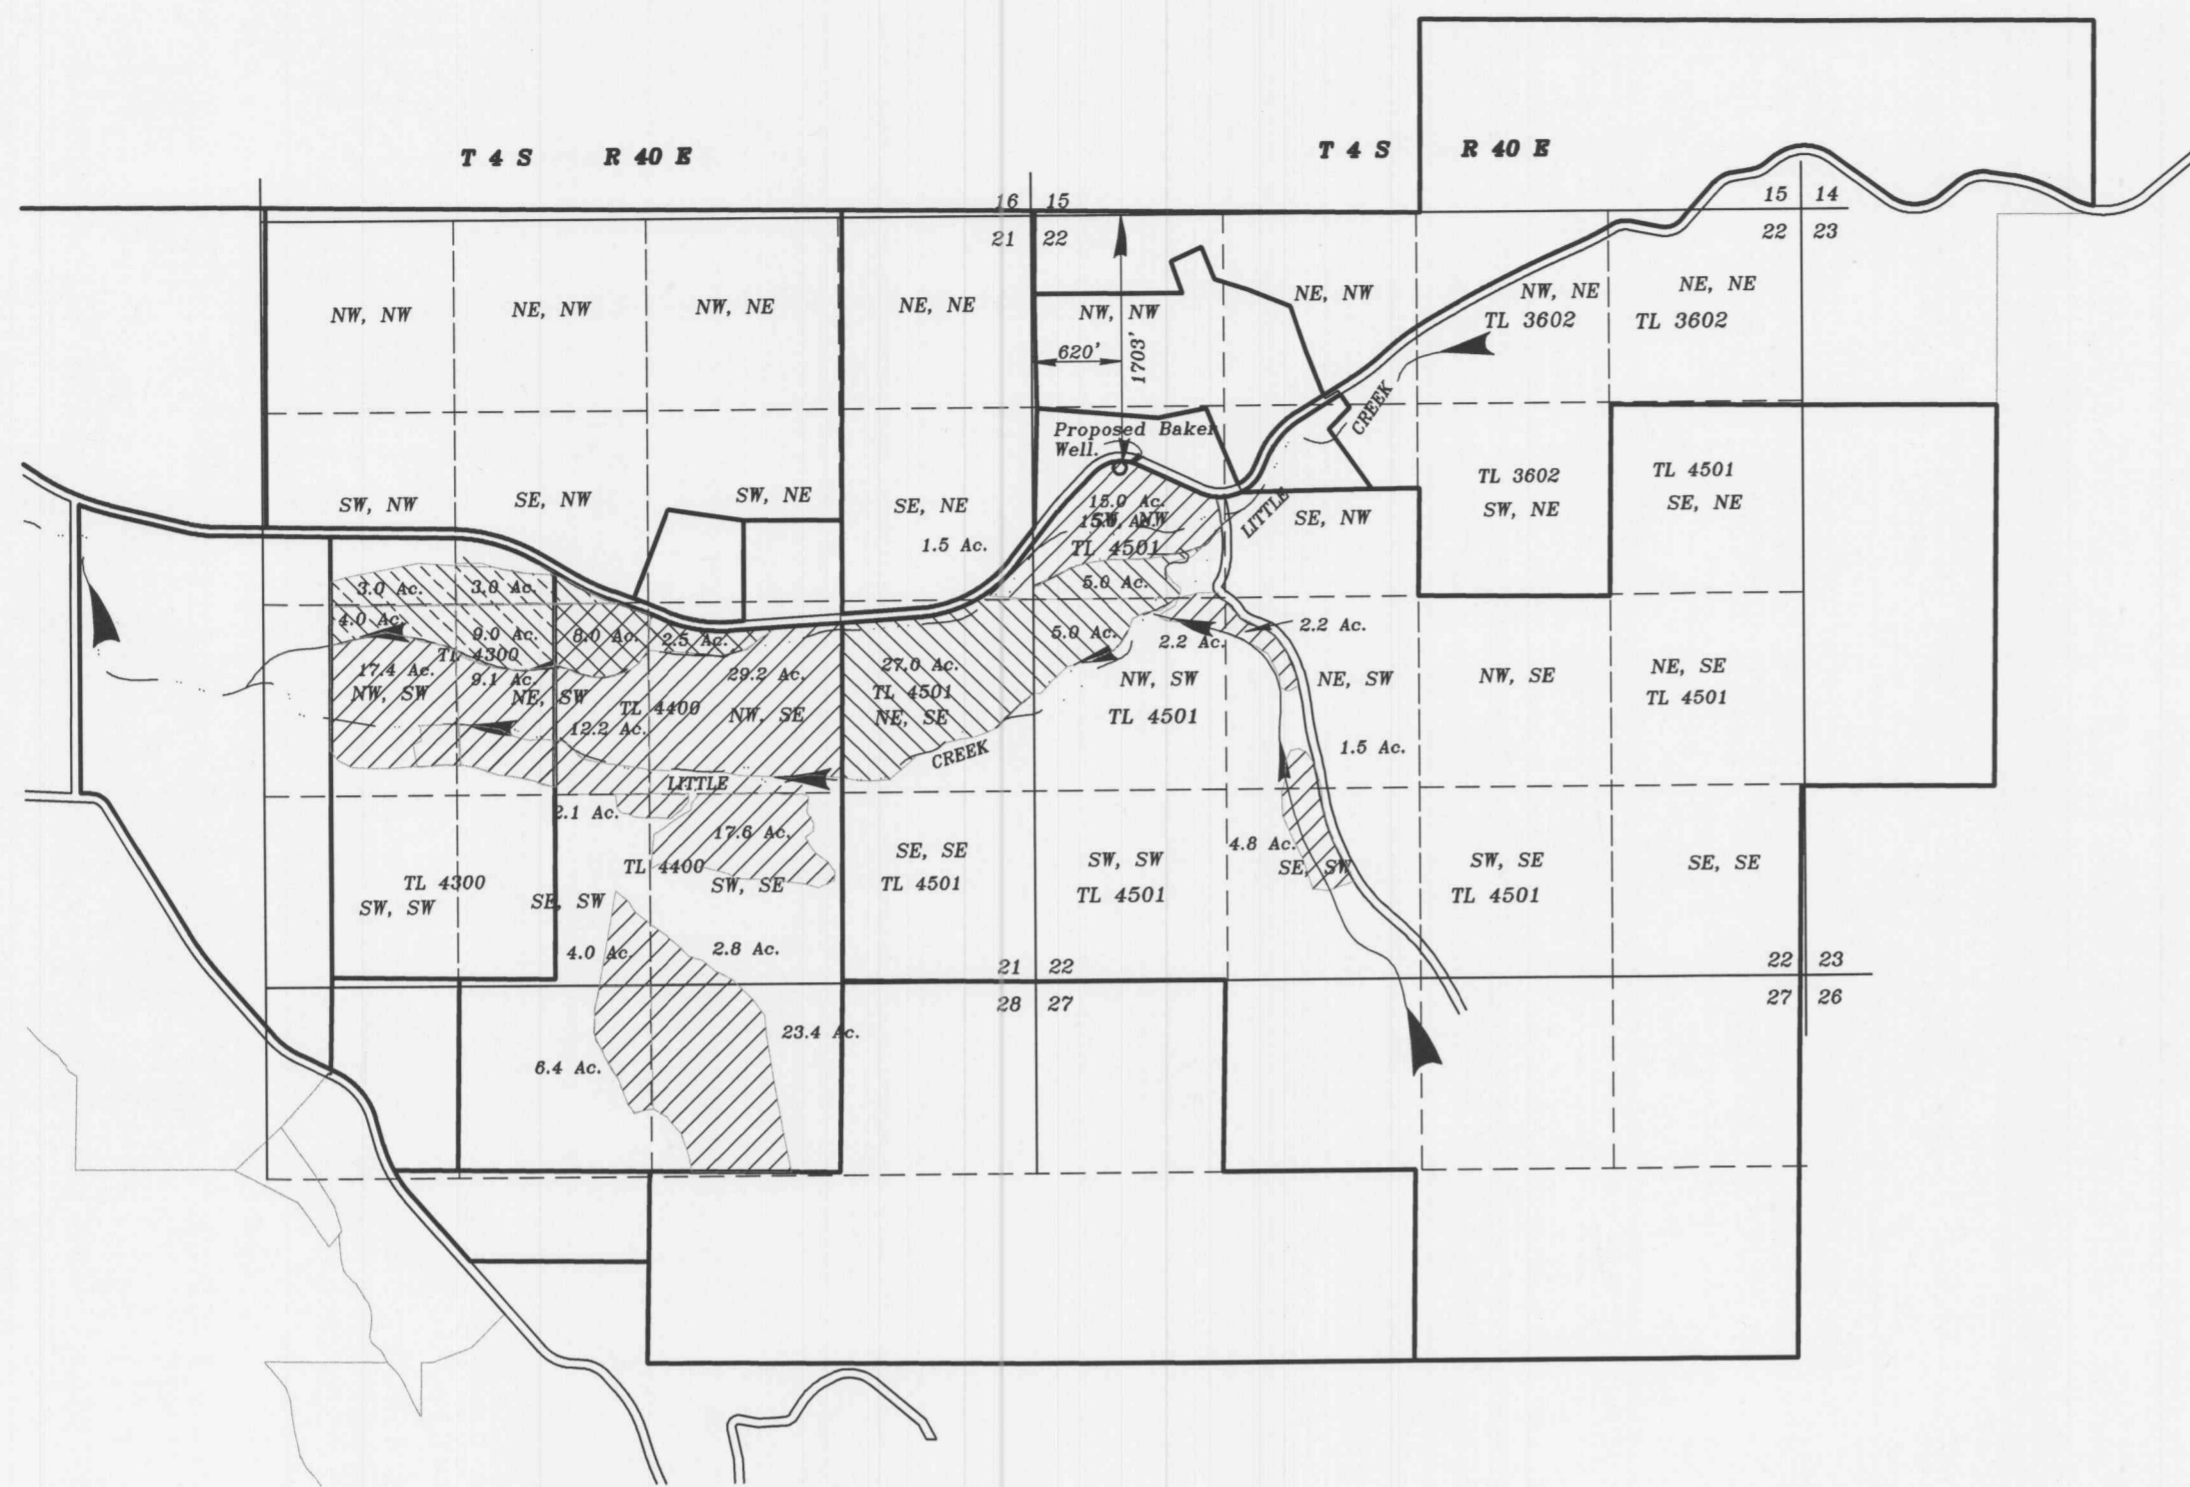 T 4 S R 40 E
T 4 S R 40 E
16 15
15 14
21 22
22 23
NW, NW
NE, NW
NW, NE
NE, NE
NW, NW
NE, NW
NW, NE
TL 3602
NE, NE
TL 3602
620'
1703'
CREEK
Proposed Baker
Well.
SW, NW
SE, NW
SW, NE
SE, NE
1.5 Ac.
15.0 Ac.
15.0 Ac.
SW, NW
TL 4501
LITTLE
SE, NW
TL 3602
SW, NE
TL 4501
SE, NE
3.0 Ac.
3.0 Ac.
5.0 Ac.
4.0 Ac.
9.0 Ac.
8.0 Ac.
2.5 Ac.
5.0 Ac.
2.2 Ac.
2.2 Ac.
TL 4300
17.4 Ac.
NW, SW
9.1 Ac.
NE, SW
29.2 Ac.
TL 4400
NW, SE
12.2 Ac.
27.0 Ac.
TL 4501
NE, SE
CREEK
NW, SW
TL 4501
NE, SW
NW, SE
NE, SE
TL 4501
1.5 Ac.
LITTLE
2.1 Ac.
17.6 Ac.
TL 4400
SW, SE
SE, SE
TL 4501
SW, SW
TL 4501
4.8 Ac.
SE, SW
SW, SE
TL 4501
SE, SE
TL 4300
SW, SW
SE, SW
4.0 Ac.
2.8 Ac.
21 22
22 23
28 27
27 26
23.4 Ac.
6.4 Ac.